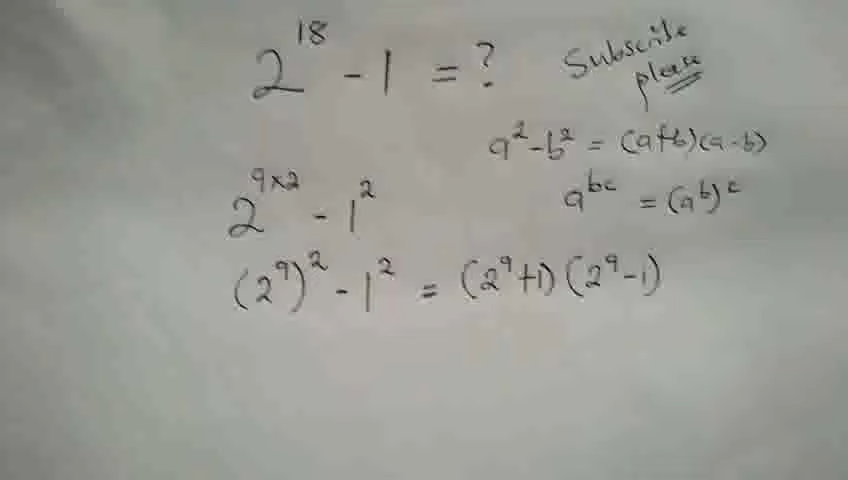 2^18 - 1 = ?
Subscribe
please
a^2 - b^2 = (a+b)(a-b)
2^9×2 - 1^2
a^bc = (a^b)^c
(2^9)^2 - 1^2 = (2^9+1)(2^9-1)